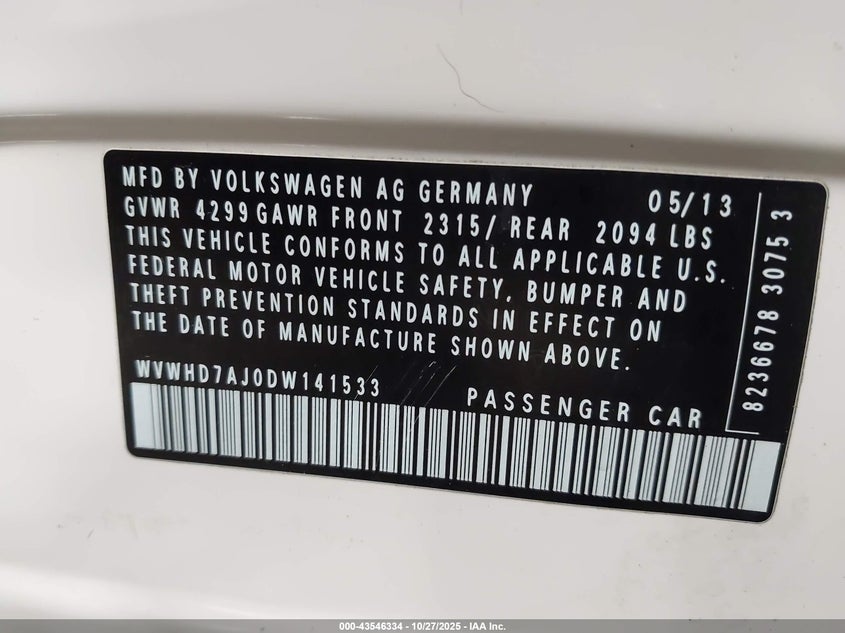 MFD BY VOLKSWAGEN AG GERMANY 05/13
GVWR 4299 GAWR FRONT 2315/ REAR 2094 LBS
THIS VEHICLE CONFORMS TO ALL APPLICABLE U.S.
FEDERAL MOTOR VEHICLE SAFETY, BUMPER AND
THEFT PREVENTION STANDARDS IN EFFECT ON
THE DATE OF MANUFACTURE SHOWN ABOVE.
WVWHD7AJ0DW141533 PASSENGER CAR
8236678 3075 3
000-43546334 - 10/27/2025 - IAA Inc.